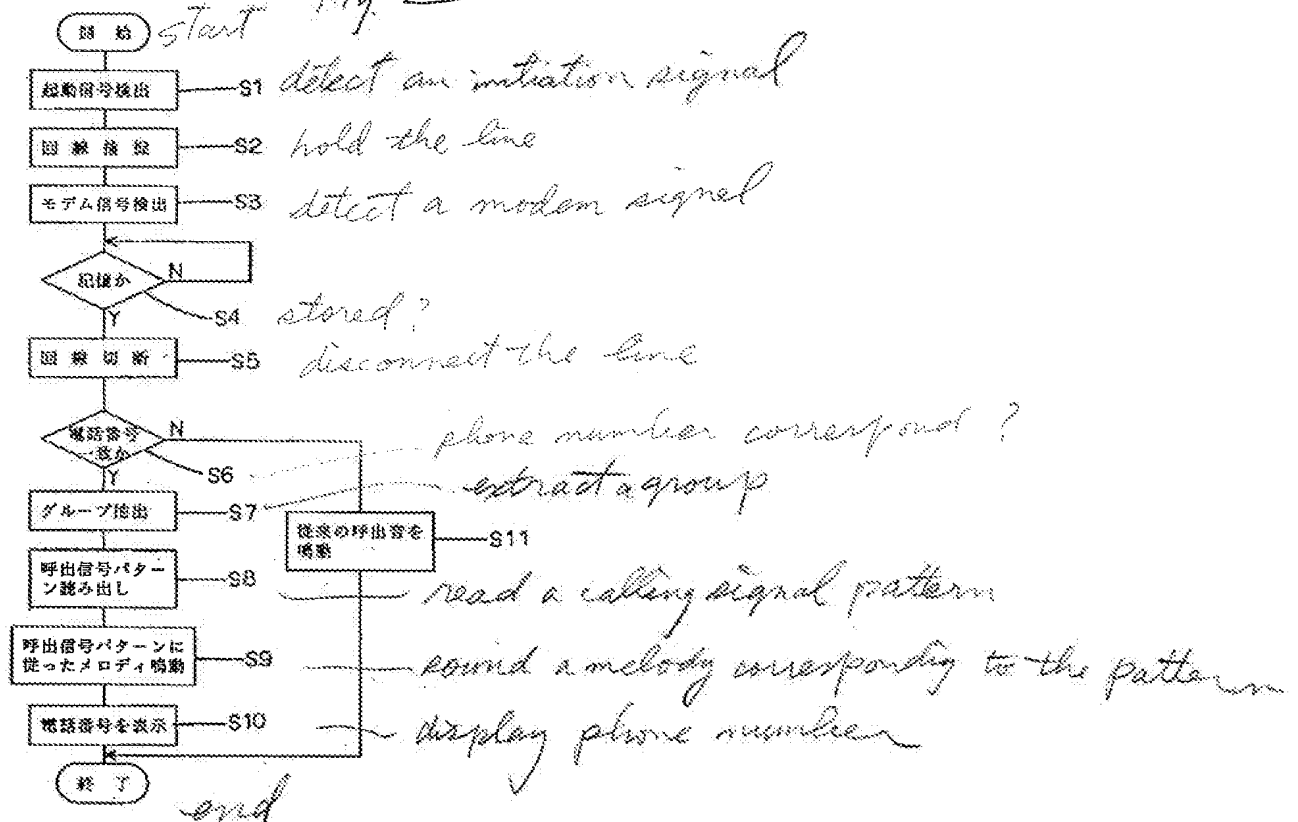 開 始 start
起動信号検出 S1 detect an initiation signal
回 線 接 続 S2 hold the line
モデム信号検出 S3 detect a modem signal
記憶か N
Y S4 stored?
回 線 切 断 S5 disconnect the line
電話番号 N phone number correspond?
一致か
Y S6
グループ抽出 S7 extract a group
従来の呼出音を S11
鳴動
呼出信号パター S8 read a calling signal pattern
ン読み出し
呼出信号パターンに S9 sound a melody correspondig to the pattern
従ったメロディ鳴動
電話番号を表示 S10 display phone number
終 了 end